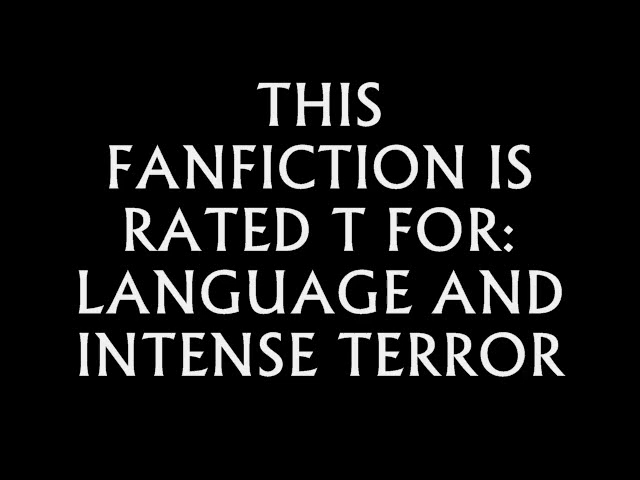 THIS
FANFICTION IS
RATED T FOR:
LANGUAGE AND
INTENSE TERROR